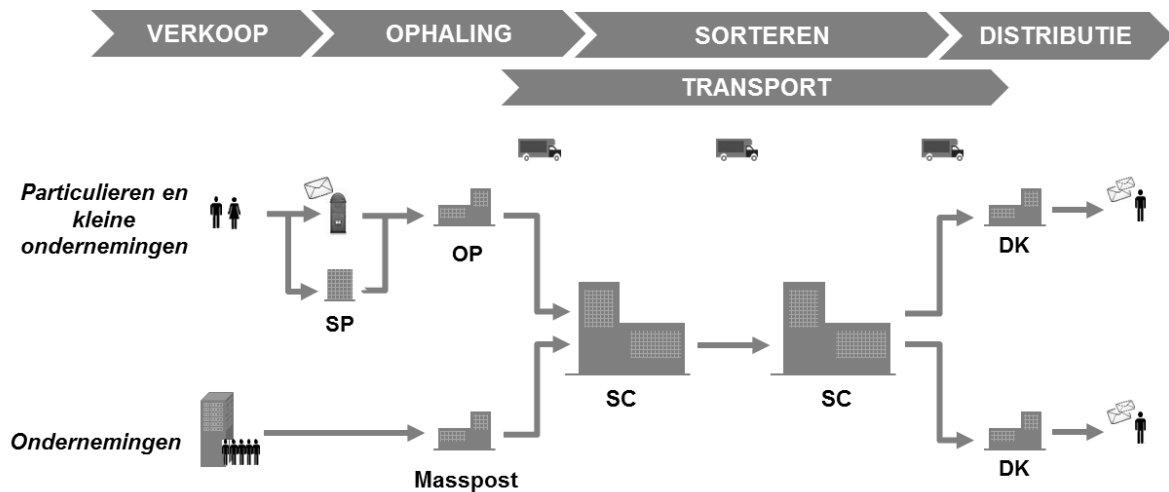 VERKOOP
OPHALING
SORTEREN
DISTRIBUTIE
TRANSPORT
Particulieren en
kleine
ondernemingen
OP
DK
SP
SC
SC
Ondernemingen
Masspost
DK